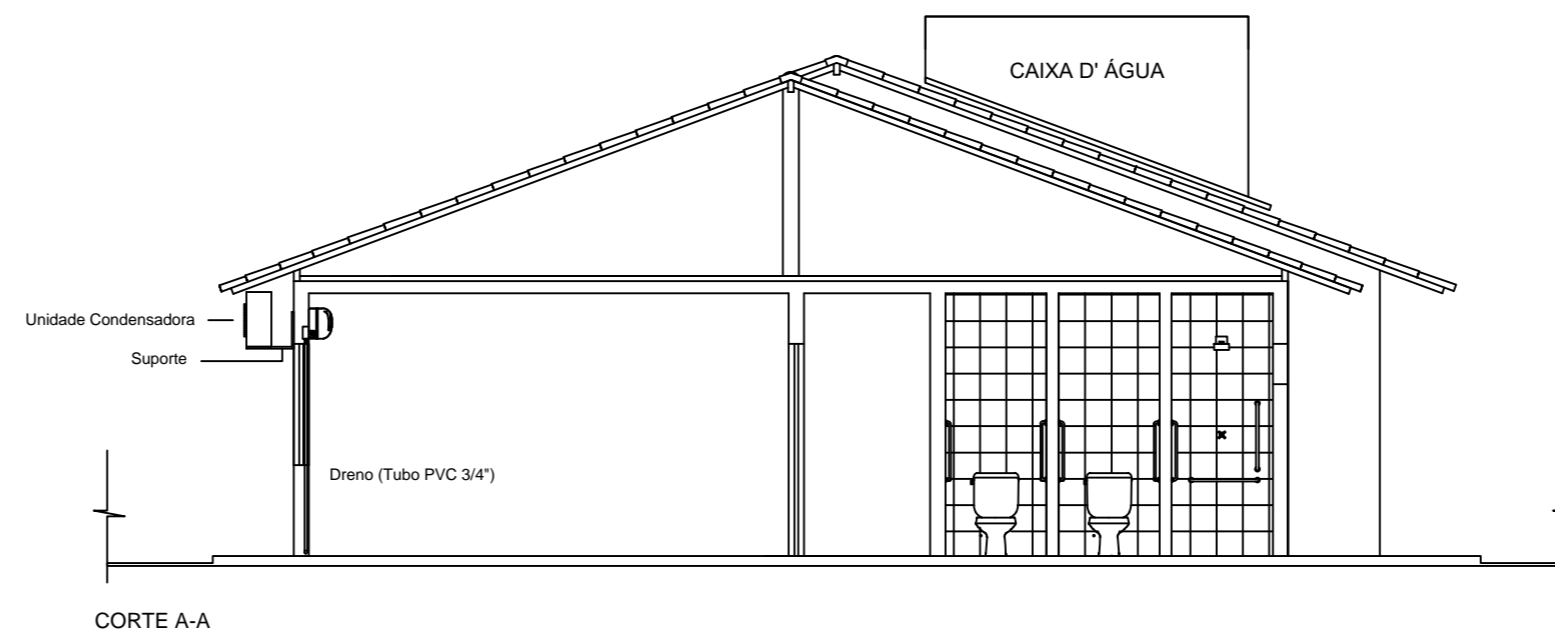 CAIXA D' ÁGUA
Unidade Condensadora
Suporte
Dreno (Tubo PVC 3/4")
CORTE A-A